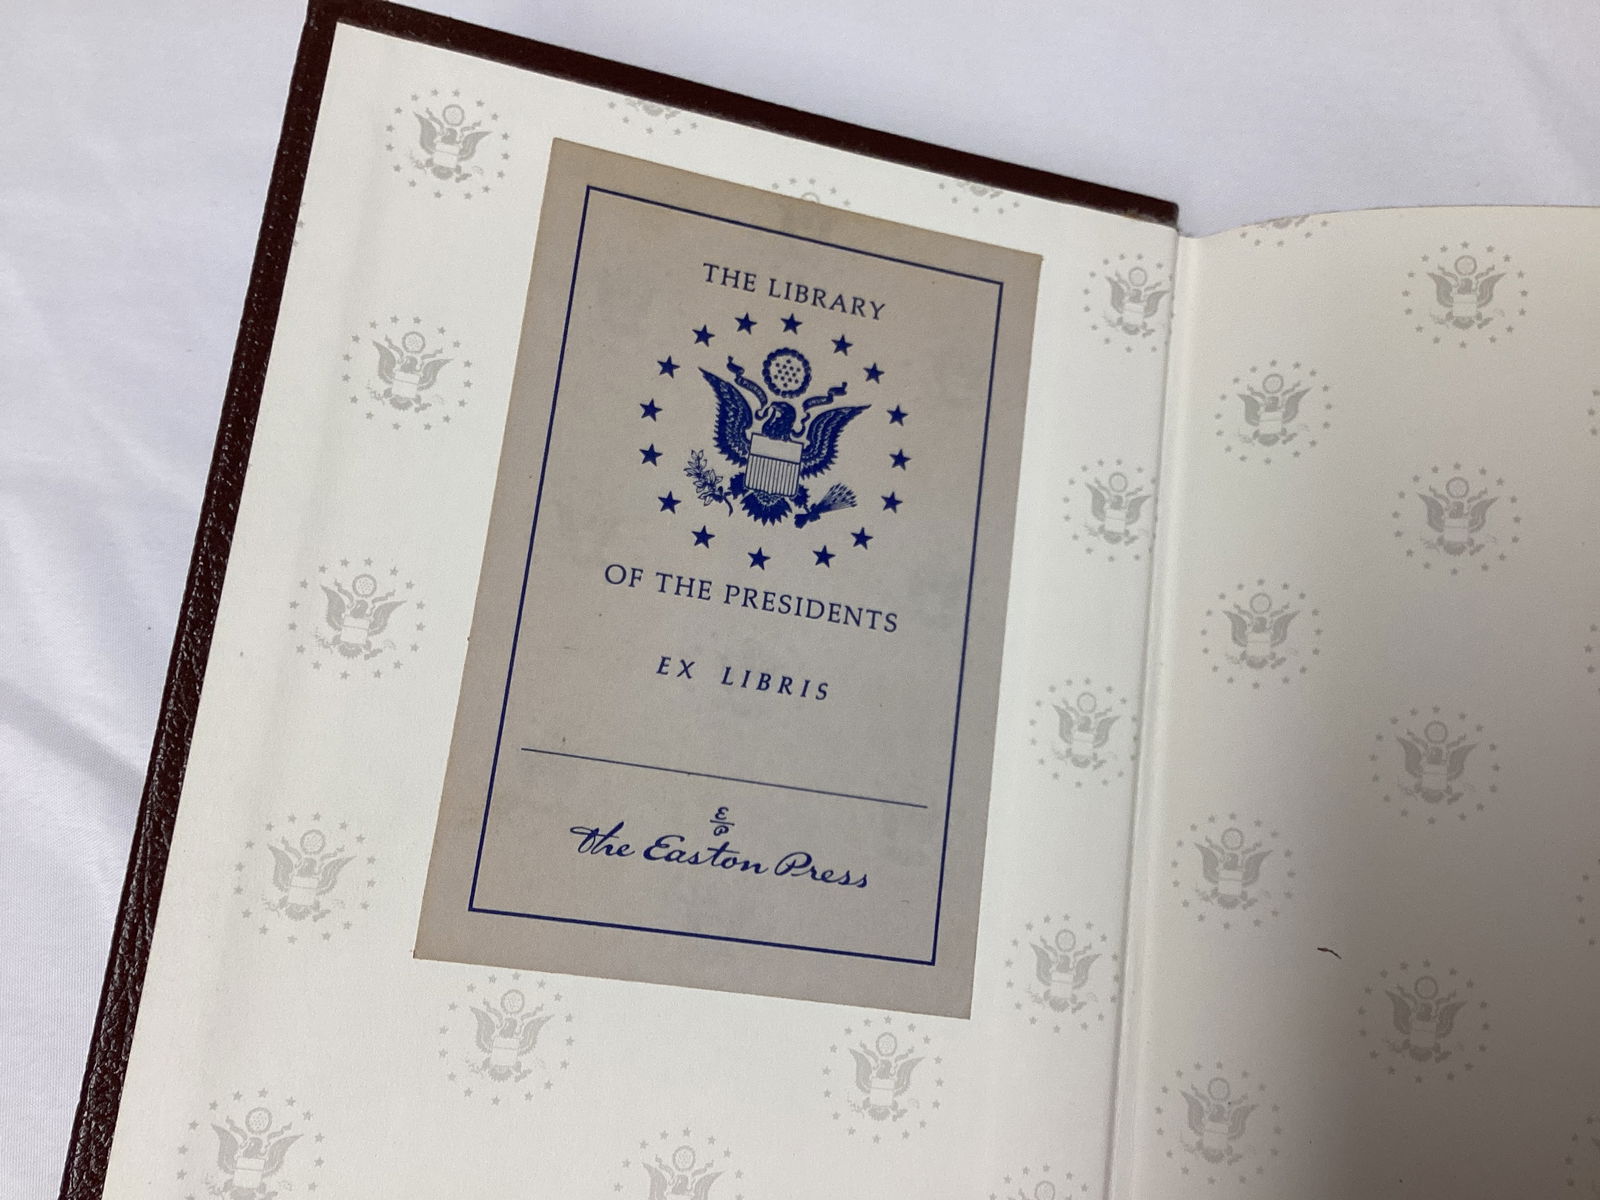 THE LIBRARY
OF THE PRESIDENTS
EX LIBRIS
E
P
The Easton Press